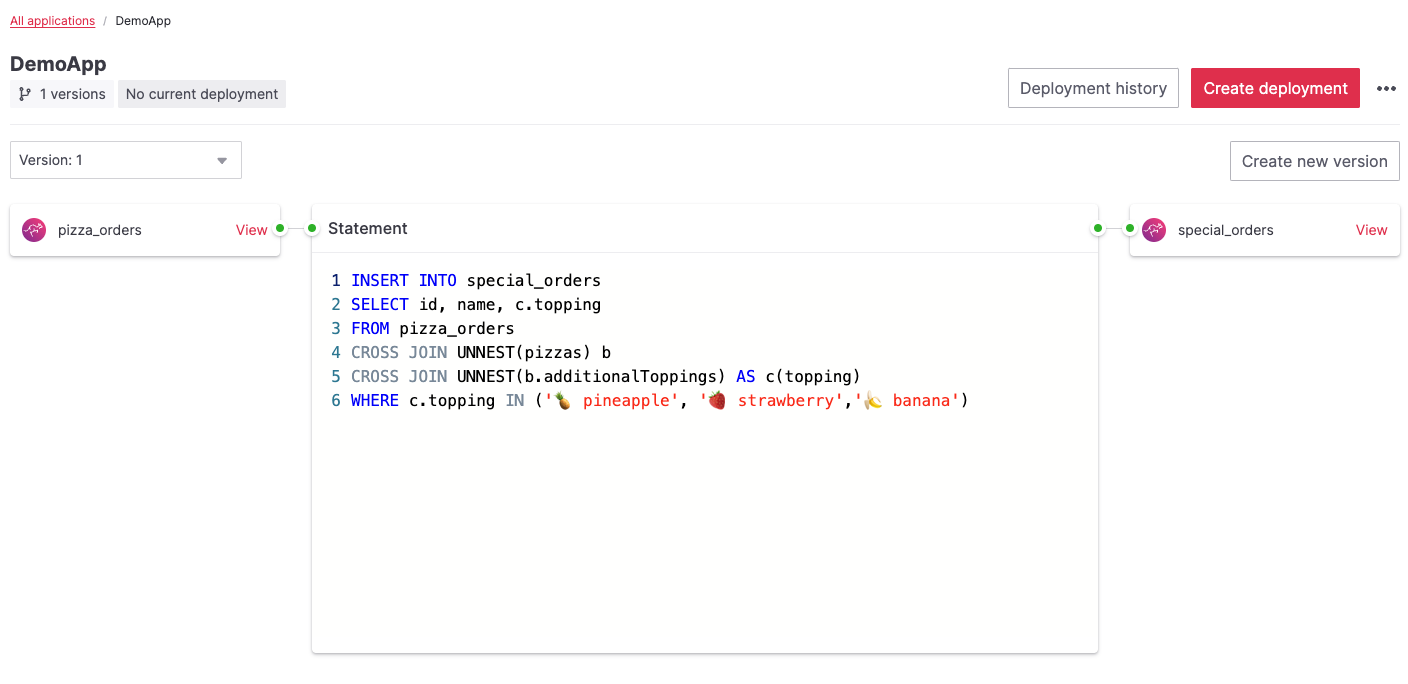 All applications / DemoApp
DemoApp
1 versions No current deployment
Deployment history Create deployment
Version: 1
Create new version
pizza_orders View
Statement
special_orders View
1 INSERT INTO special_orders
2 SELECT id, name, c.topping
3 FROM pizza_orders
4 CROSS JOIN UNNEST(pizzas) b
5 CROSS JOIN UNNEST(b.additionalToppings) AS c(topping)
6 WHERE c.topping IN ('🍍 pineapple', '🍓 strawberry','🍌 banana')